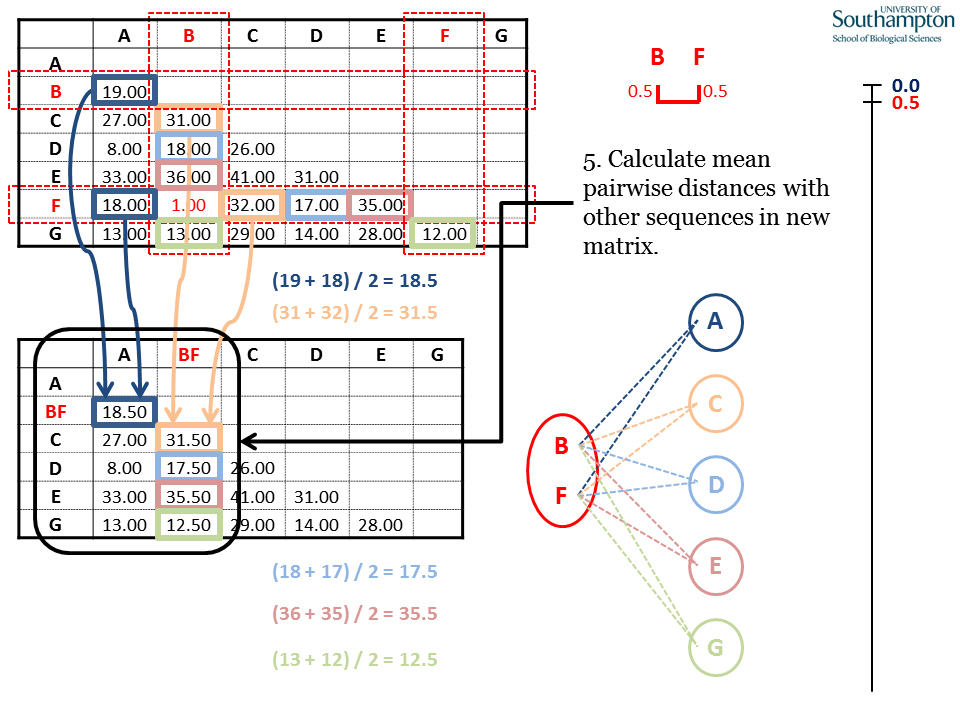 UNIVERSITY OF
Southampton
School of Biological Sciences
A B C D E F G
A
B 19.00
C 27.00 31.00
D 8.00 18.00 26.00
E 33.00 36.00 41.00 31.00
F 18.00 1.00 32.00 17.00 35.00
G 13.00 13.00 29.00 14.00 28.00 12.00
B F
0.5 0.5
0.0
0.5
5. Calculate mean
pairwise distances with
other sequences in new
matrix.
(19 + 18) / 2 = 18.5
(31 + 32) / 2 = 31.5
A BF C D E G
A
BF 18.50
C 27.00 31.50
D 8.00 17.50 26.00
E 33.00 35.50 41.00 31.00
G 13.00 12.50 29.00 14.00 28.00
(18 + 17) / 2 = 17.5
(36 + 35) / 2 = 35.5
(13 + 12) / 2 = 12.5
B
F
A
C
D
E
G